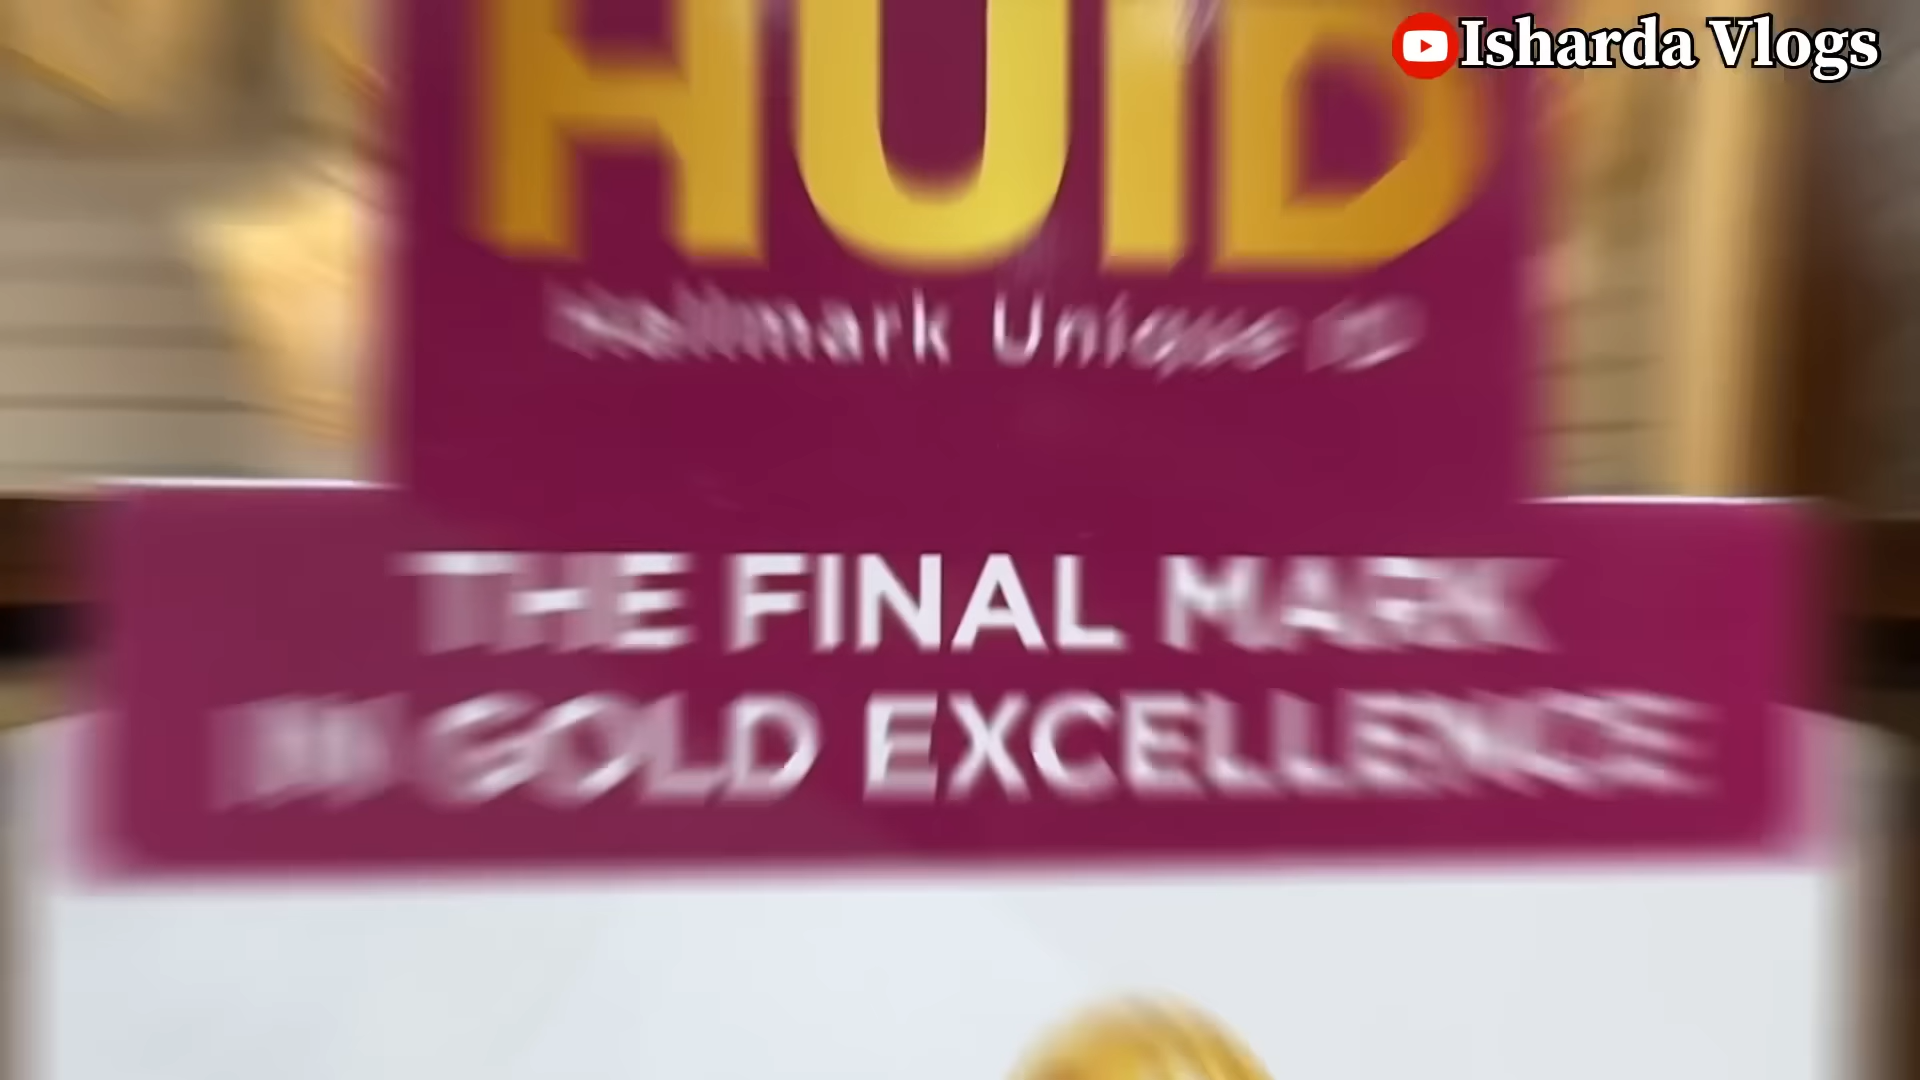 Isharda Vlogs
HUID
Hallmark Unique ID
THE FINAL MARK
IN GOLD EXCELLENCE